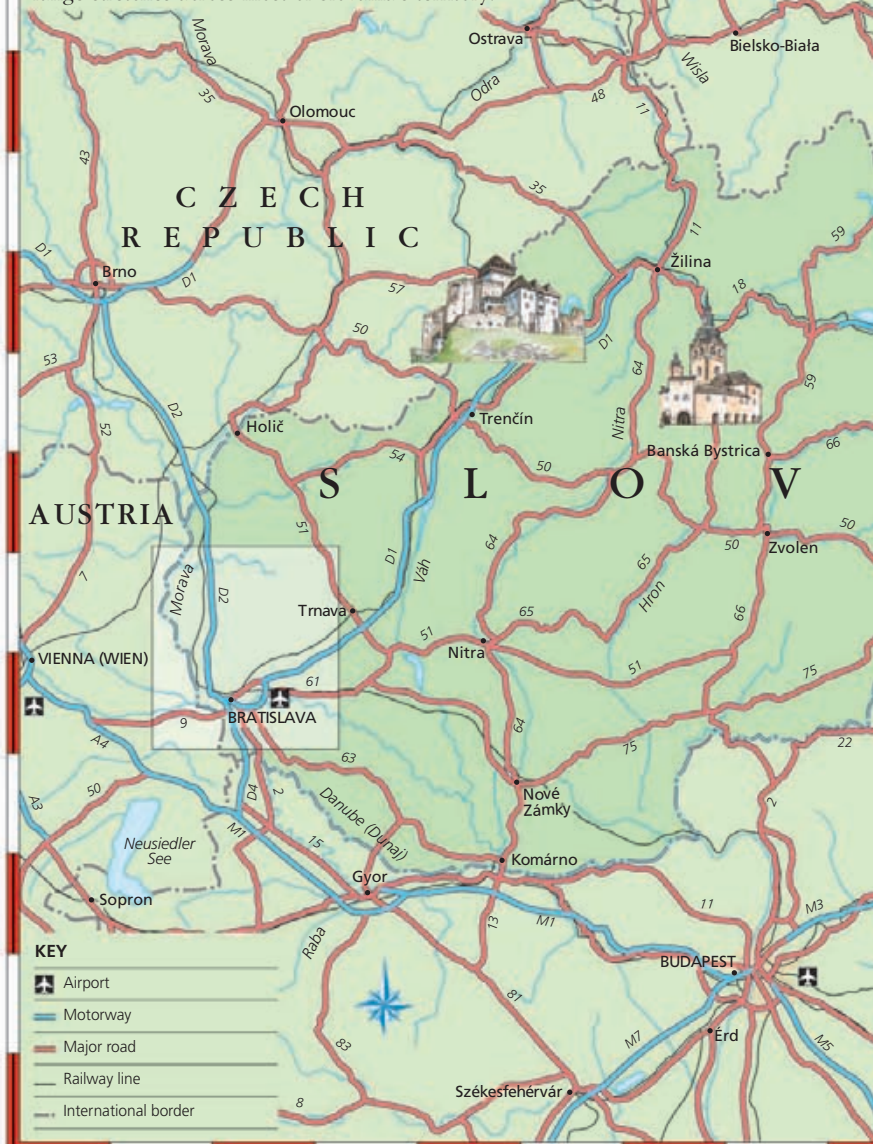 Morava
Ostrava
Bielsko-Biała
Wisla
Odra
35
48
11
Olomouc
43
CZECH
REPUBLIC
35
11
59
D1
Brno
D1
Žilina
57
18
50
D1
53
64
59
D2
52
Holič
Trenčín
Nitra
Banská Bystrica
66
54
50
S L O V
AUSTRIA
51
64
50
50
Zvolen
7
Morava
D2
D1
Váh
65
Hron
Trnava
65
66
VIENNA (WIEN)
51
Nitra
51
61
75
BRATISLAVA
9
64
A4
63
75
22
50
D4
2
Danube (Dunaj)
Nové
Zámky
2
A3
M1
15
Neusiedler
See
Komárno
Gyor
Sopron
13
M1
11
M3
Raba
BUDAPEST
81
KEY
Airport
Motorway
Major road
Railway line
International border
83
M7
Érd
M5
8
Székesfehérvár